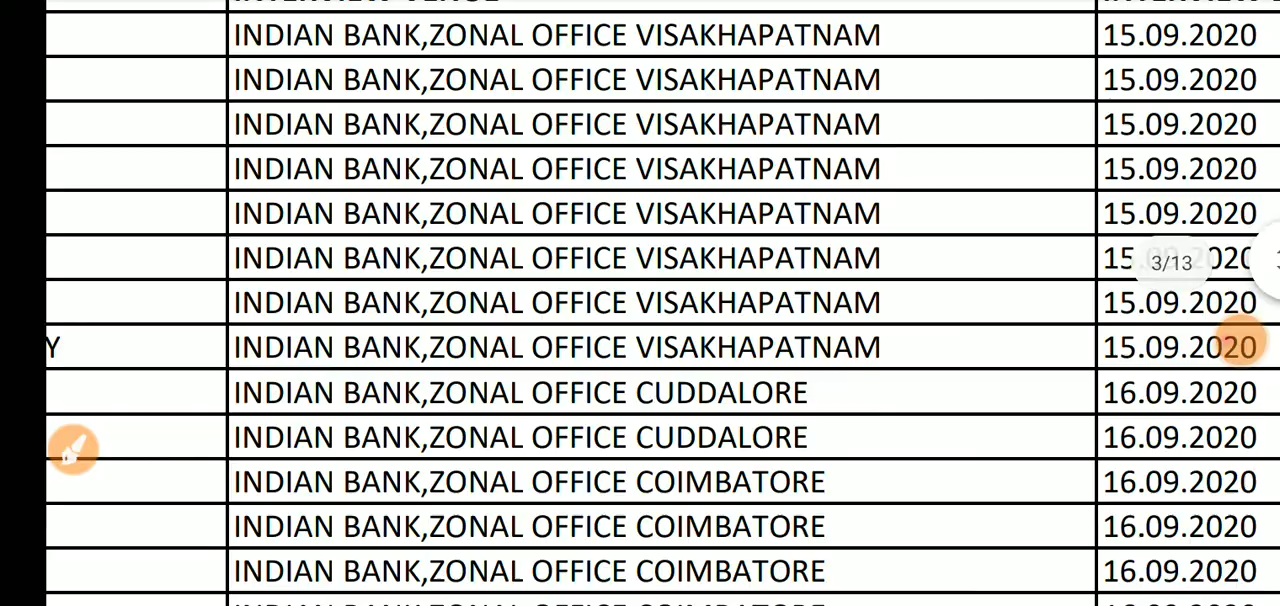 INTERVIEW VENUE
INDIAN BANK,ZONAL OFFICE VISAKHAPATNAM 15.09.2020
INDIAN BANK,ZONAL OFFICE VISAKHAPATNAM 15.09.2020
INDIAN BANK,ZONAL OFFICE VISAKHAPATNAM 15.09.2020
INDIAN BANK,ZONAL OFFICE VISAKHAPATNAM 15.09.2020
INDIAN BANK,ZONAL OFFICE VISAKHAPATNAM 15.09.2020
INDIAN BANK,ZONAL OFFICE VISAKHAPATNAM 15.09.2020
3/13
INDIAN BANK,ZONAL OFFICE VISAKHAPATNAM 15.09.2020
Y INDIAN BANK,ZONAL OFFICE VISAKHAPATNAM 15.09.2020
INDIAN BANK,ZONAL OFFICE CUDDALORE 16.09.2020
INDIAN BANK,ZONAL OFFICE CUDDALORE 16.09.2020
INDIAN BANK,ZONAL OFFICE COIMBATORE 16.09.2020
INDIAN BANK,ZONAL OFFICE COIMBATORE 16.09.2020
INDIAN BANK,ZONAL OFFICE COIMBATORE 16.09.2020